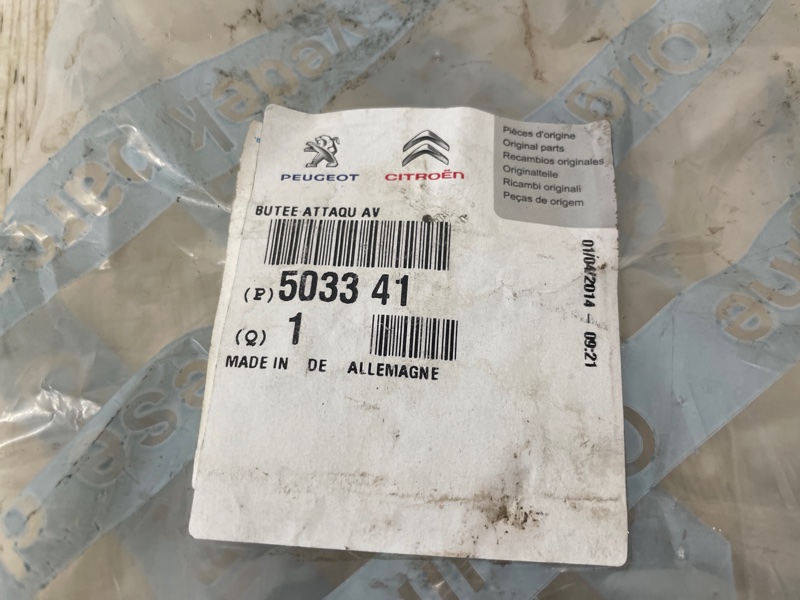 PEUGEOT
CITROËN
Pièces d'origine
Original parts
Recambios originales
Originalteile
Ricambi originali
Peças de origem
BUTEE ATTAQU AV
(P) 5033 41
(Q) 1
MADE IN DE ALLEMAGNE
01/04/2014 - 09:21